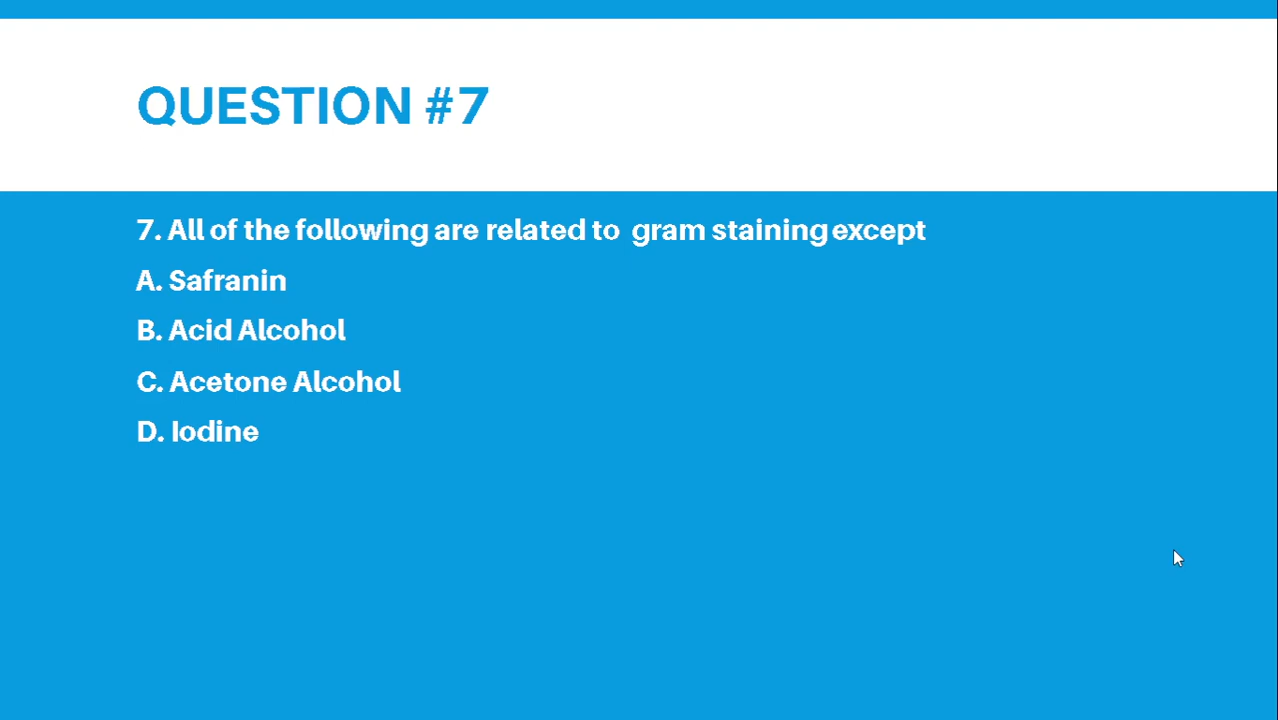 QUESTION #7
7. All of the following are related to gram staining except
A. Safranin
B. Acid Alcohol
C. Acetone Alcohol
D. Iodine